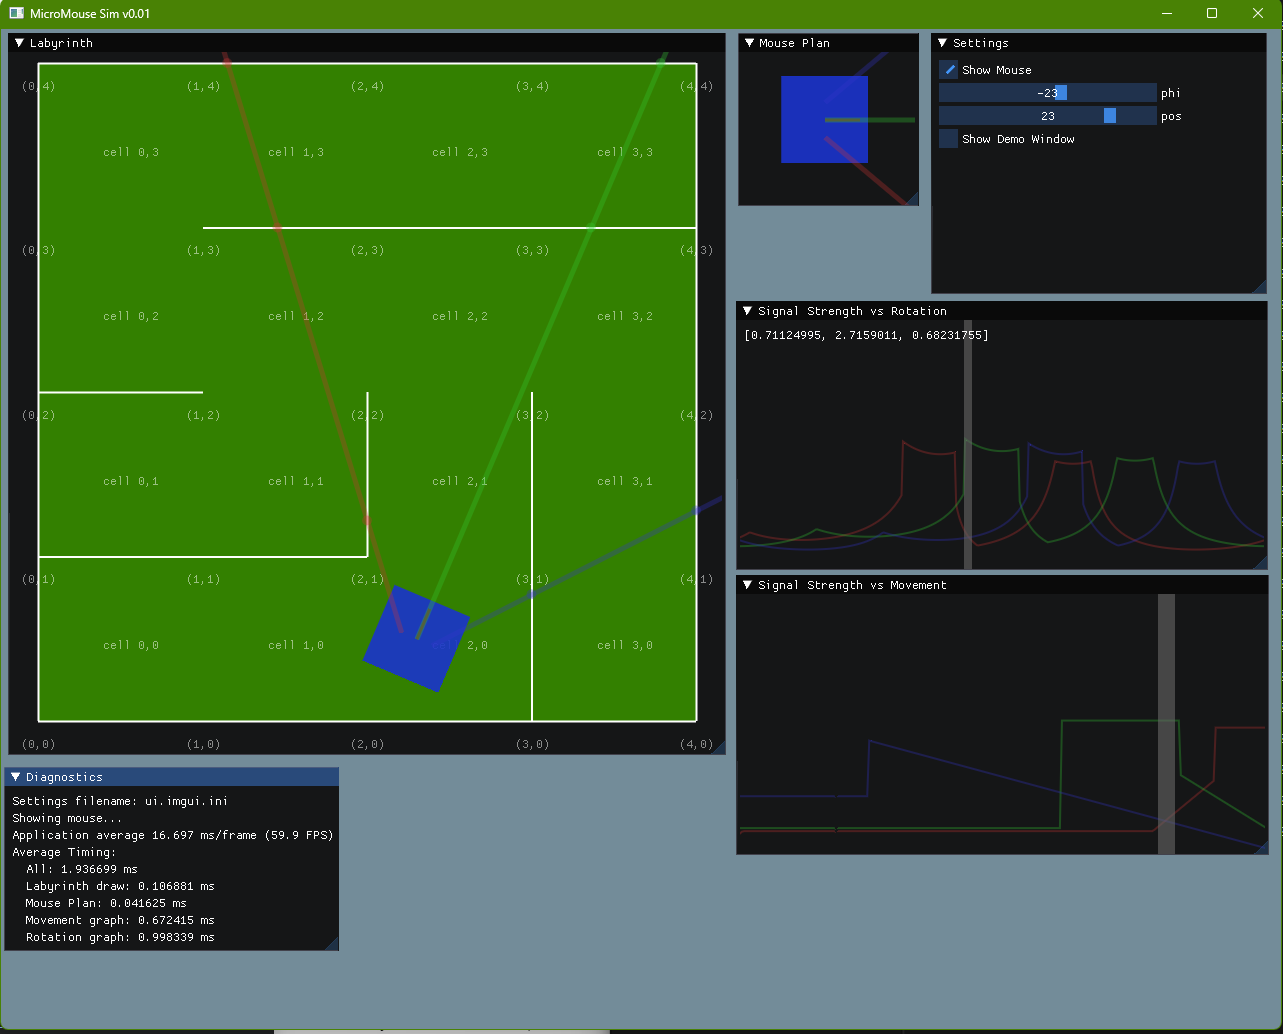 MicroMouse Sim v0.01
Labyrinth
(0,4) (1,4) (2,4) (3,4) (4,4)
cell 0,3 cell 1,3 cell 2,3 cell 3,3
(0,3) (1,3) (2,3) (3,3) (4,3)
cell 0,2 cell 1,2 cell 2,2 cell 3,2
(0,2) (1,2) (2,2) (3,2) (4,2)
cell 0,1 cell 1,1 cell 2,1 cell 3,1
(0,1) (1,1) (2,1) (3,1) (4,1)
cell 0,0 cell 1,0 cell 2,0 cell 3,0
(0,0) (1,0) (2,0) (3,0) (4,0)
Mouse Plan
Settings
Show Mouse
-23 phi
23 pos
Show Demo Window
Signal Strength vs Rotation
[0.71124995, 2.7159011, 0.68231755]
Signal Strength vs Movement
Diagnostics
Settings filename: ui.imgui.ini
Showing mouse...
Application average 16.697 ms/frame (59.9 FPS)
Average Timing:
All: 1.936699 ms
Labyrinth draw: 0.106881 ms
Mouse Plan: 0.041625 ms
Movement graph: 0.672415 ms
Rotation graph: 0.998339 ms